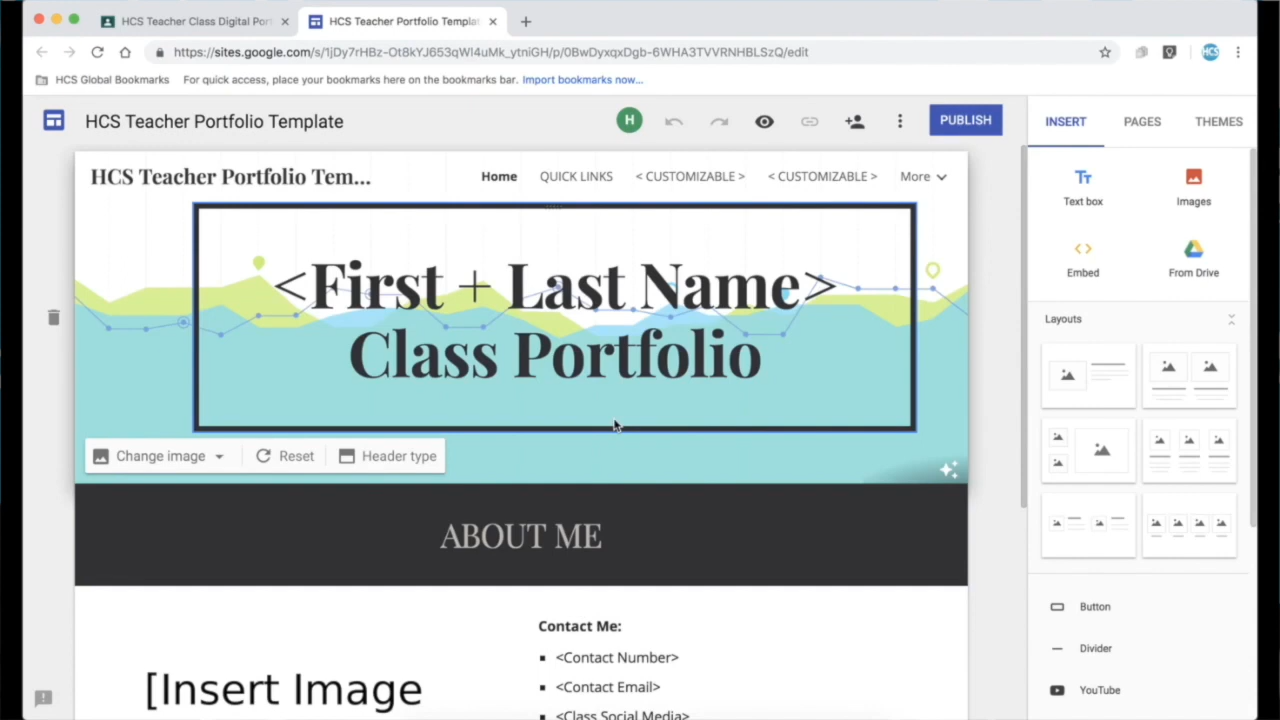 HCS Teacher Class Digital Por
HCS Teacher Portfolio Templa
https://sites.google.com/s/1jDy7rHBz-Ot8kYJ653qWl4uMk_ytniGH/p/0BwDyxqxDgb-6WHA3TVVRNHBLSzQ/edit
HCS
HCS Global Bookmarks
For quick access, place your bookmarks here on the bookmarks bar. Import bookmarks now...
HCS Teacher Portfolio Template
H
PUBLISH
INSERT
PAGES
THEMES
HCS Teacher Portfolio Tem...
Home
QUICK LINKS
< CUSTOMIZABLE >
< CUSTOMIZABLE >
More
<First + Last Name>
Class Portfolio
Change image
Reset
Header type
ABOUT ME
[Insert Image
Contact Me:
<Contact Number>
<Contact Email>
<Class Social Media>
Tт
Text box
Images
Embed
From Drive
Layouts
Button
Divider
YouTube